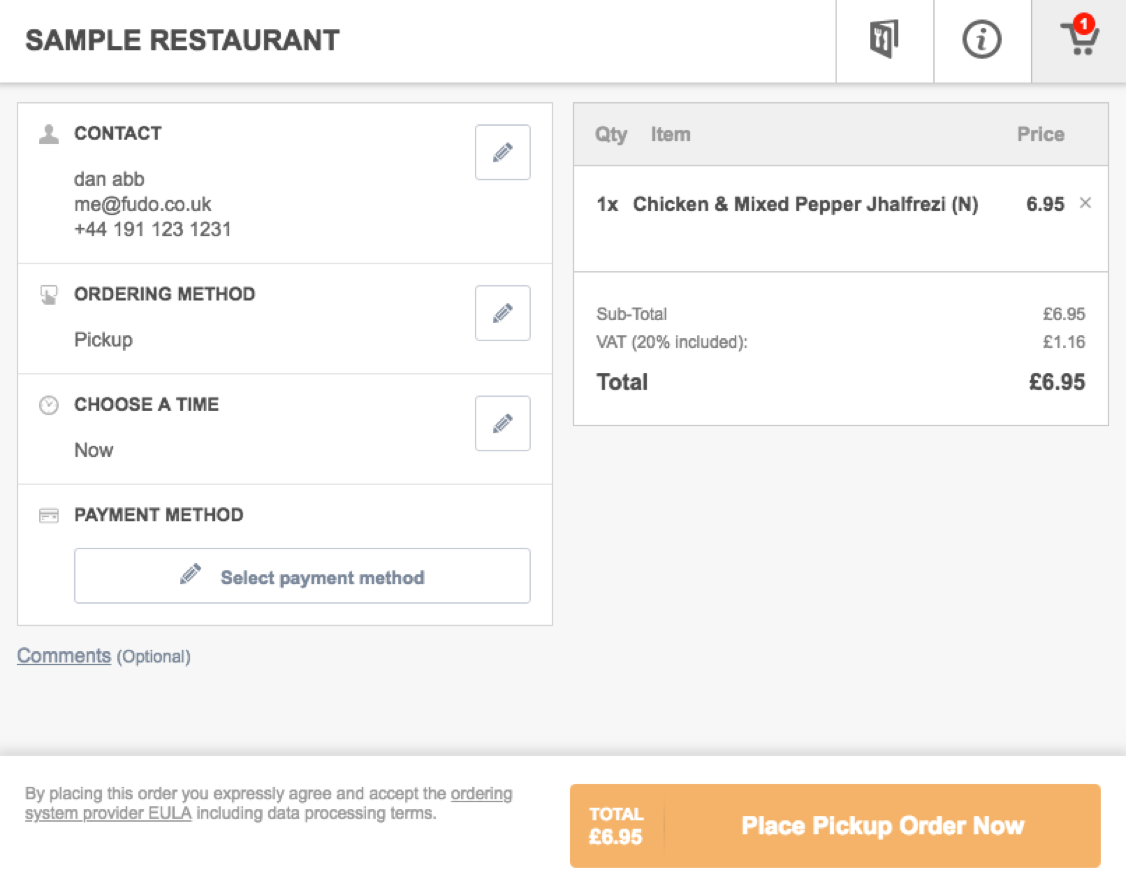 SAMPLE RESTAURANT
1
CONTACT
dan abb
me@fudo.co.uk
+44 191 123 1231
ORDERING METHOD
Pickup
CHOOSE A TIME
Now
PAYMENT METHOD
Select payment method
Comments (Optional)
Qty Item Price
1x Chicken & Mixed Pepper Jhalfrezi (N) 6.95 ×
Sub-Total £6.95
VAT (20% included): £1.16
Total £6.95
By placing this order you expressly agree and accept the ordering
system provider EULA including data processing terms.
TOTAL
£6.95
Place Pickup Order Now